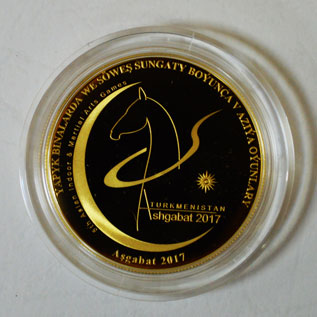 ÝAPYK BINALARDA WE SÖWEŞ SUNGATY BOÝUNÇA V AZIÝA OÝUNLARY
5th Asian Indoor & Martial Arts Games
TURKMENISTAN
Ashgabat 2017
Aşgabat 2017